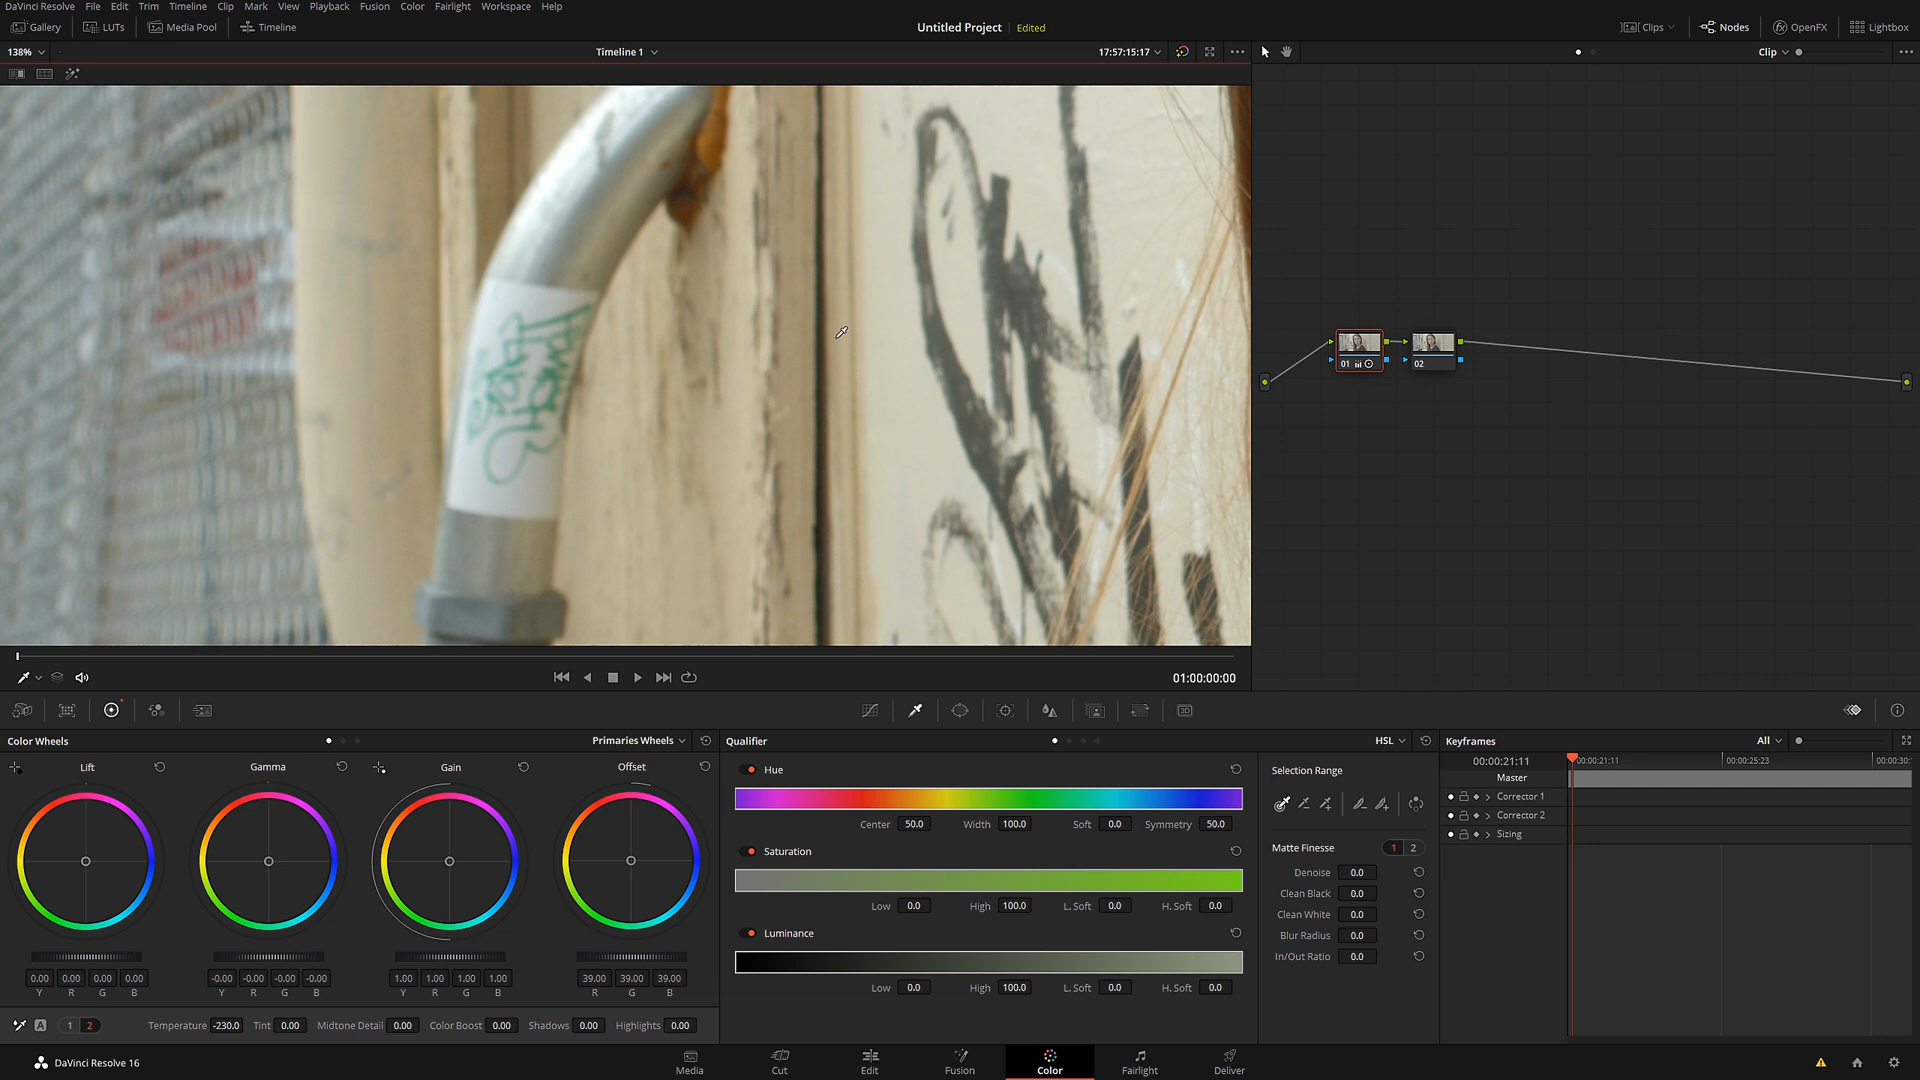 DaVinci Resolve File Edit Trim Timeline Clip Mark View Playback Fusion Color Fairlight Workspace Help
Gallery LUTs Media Pool Timeline Untitled Project Edited Clips Nodes OpenFX Lightbox
138% Timeline 1 17:57:15:17 Clip
01 02
01:00:00:00
Color Wheels Primaries Wheels Qualifier HSL Keyframes All
Lift Gamma Gain Offset
0.00 0.00 0.00 0.00 -0.00 -0.00 -0.00 -0.00 1.00 1.00 1.00 1.00 39.00 39.00 39.00
Y R G B Y R G B Y R G B R G B
A 1 2 Temperature -230.0 Tint 0.00 Midtone Detail 0.00 Color Boost 0.00 Shadows 0.00 Highlights 0.00
Hue
Center 50.0 Width 100.0 Soft 0.0 Symmetry 50.0
Saturation
Low 0.0 High 100.0 L. Soft 0.0 H. Soft 0.0
Luminance
Low 0.0 High 100.0 L. Soft 0.0 H. Soft 0.0
Selection Range
Matte Finesse 1 2
Denoise 0.0
Clean Black 0.0
Clean White 0.0
Blur Radius 0.0
In/Out Ratio 0.0
00:00:21:11 00:00:21:11 00:00:25:23 00:00:30:
Master
Corrector 1
Corrector 2
Sizing
3D
DaVinci Resolve 16 Media Cut Edit Fusion Color Fairlight Deliver